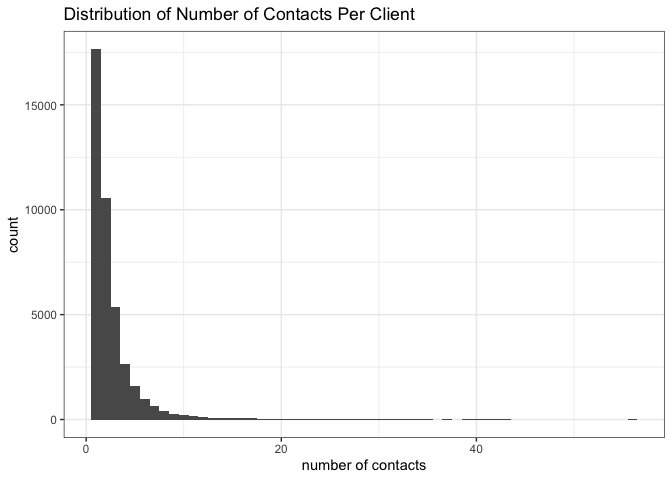 Distribution of Number of Contacts Per Client
15000
10000
5000
0
count
0 20 40
number of contacts